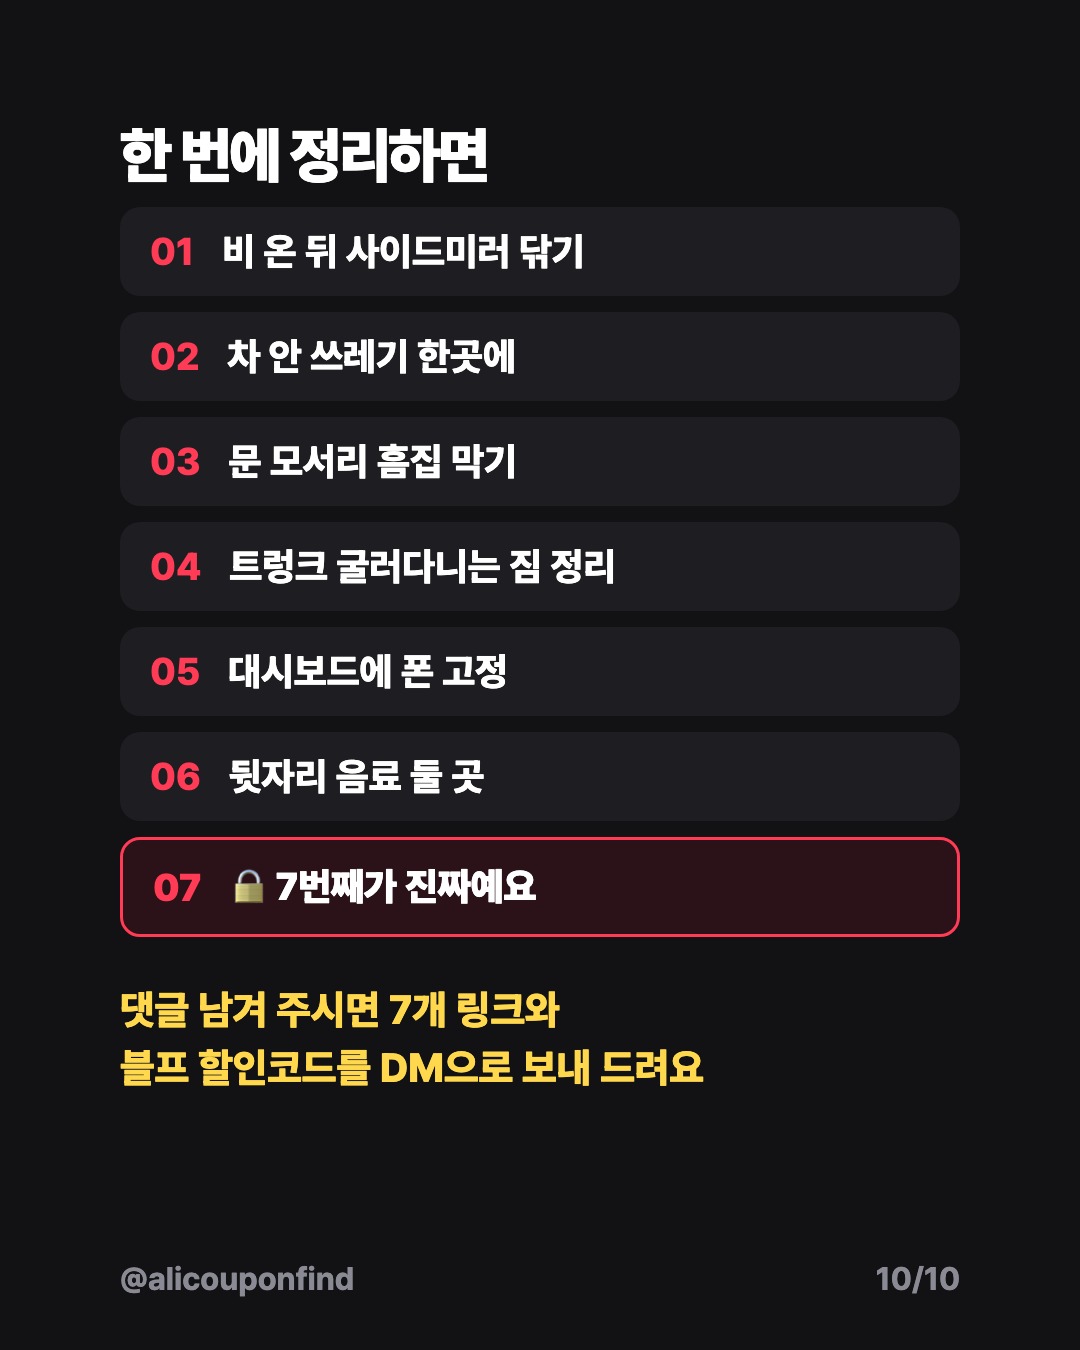 한 번에 정리하면
01 비 온 뒤 사이드미러 닦기
02 차 안 쓰레기 한곳에
03 문 모서리 흠집 막기
04 트렁크 굴러다니는 짐 정리
05 대시보드에 폰 고정
06 뒷자리 음료 둘 곳
07 🔒 7번째가 진짜예요
댓글 남겨 주시면 7개 링크와
블프 할인코드를 DM으로 보내 드려요
@alicouponfind
10/10